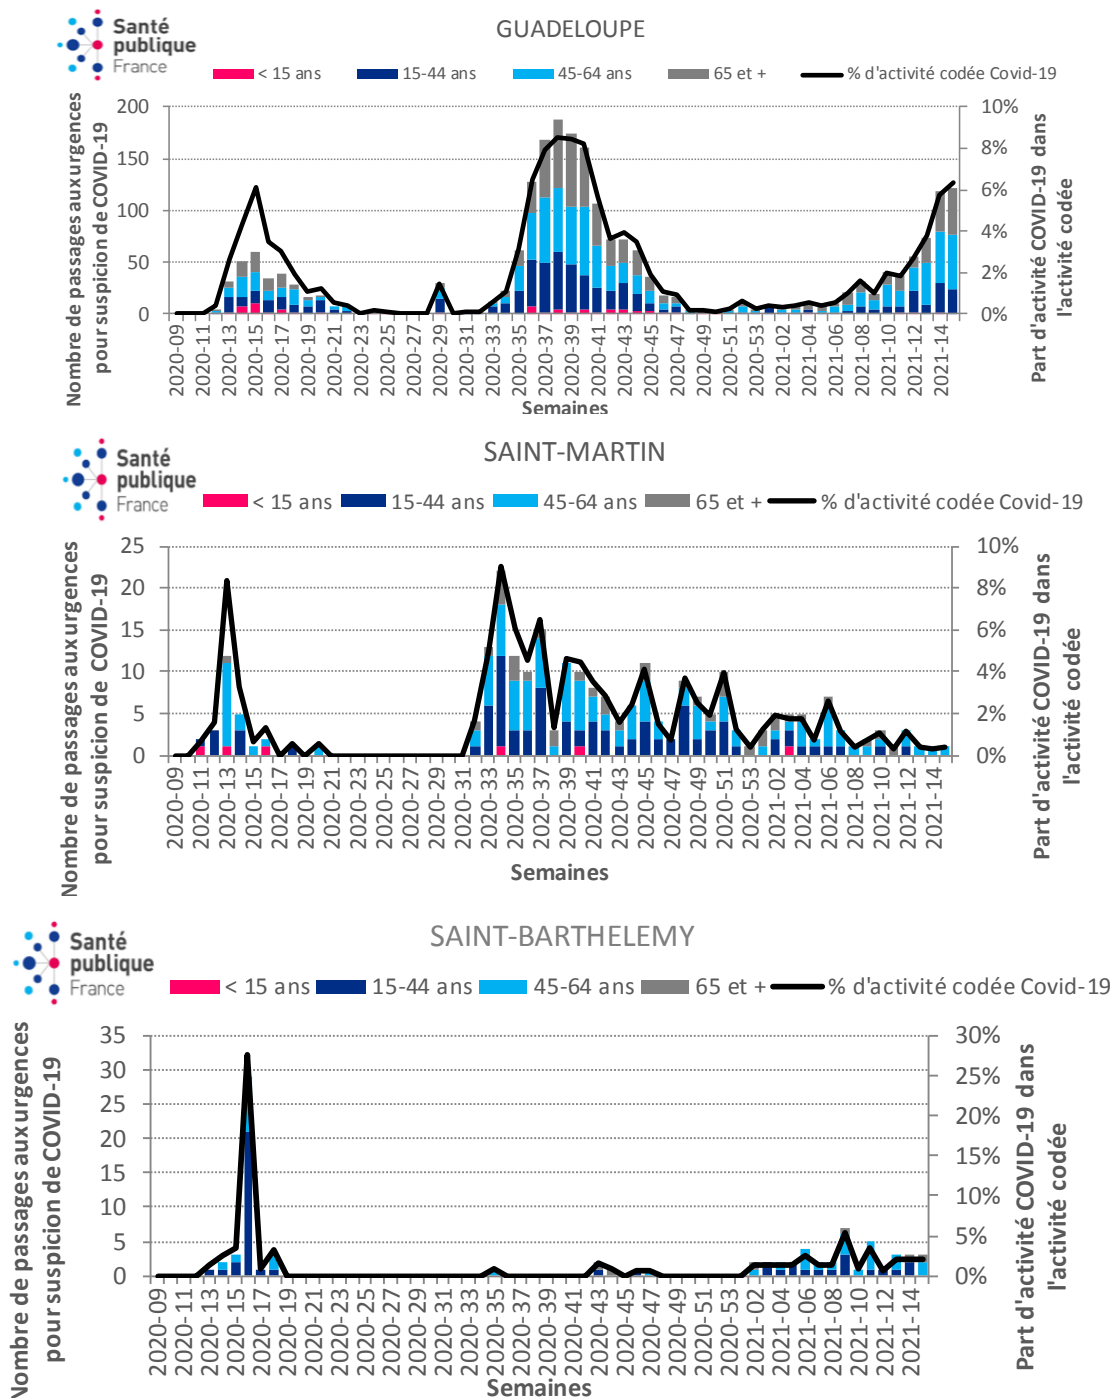 Santé
publique
France
GUADELOUPE
< 15 ans 15-44 ans 45-64 ans 65 et + % d'activité codée Covid-19
Nombre de passages aux urgences
pour suspicion de COVID-19
200
150
100
50
0
10%
8%
6%
4%
2%
0%
Part d'activité COVID-19 dans
l'activité codée
2020-09 2020-11 2020-13 2020-15 2020-17 2020-19 2020-21 2020-23 2020-25 2020-27 2020-29 2020-31 2020-33 2020-35 2020-37 2020-39 2020-41 2020-43 2020-45 2020-47 2020-49 2020-51 2020-53 2021-02 2021-04 2021-06 2021-08 2021-10 2021-12 2021-14
Semaines
Santé
publique
France
SAINT-MARTIN
< 15 ans 15-44 ans 45-64 ans 65 et + % d'activité codée Covid-19
Nombre de passages aux urgences
pour suspicion de COVID-19
25
20
15
10
5
0
10%
8%
6%
4%
2%
0%
Part d'activité COVID-19 dans
l'activité codée
2020-09 2020-11 2020-13 2020-15 2020-17 2020-19 2020-21 2020-23 2020-25 2020-27 2020-29 2020-31 2020-33 2020-35 2020-37 2020-39 2020-41 2020-43 2020-45 2020-47 2020-49 2020-51 2020-53 2021-02 2021-04 2021-06 2021-08 2021-10 2021-12 2021-14
Semaines
Santé
publique
France
SAINT-BARTHELEMY
< 15 ans 15-44 ans 45-64 ans 65 et + % d'activité codée Covid-19
Nombre de passages aux urgences
pour suspicion de COVID-19
35
30
25
20
15
10
5
0
30%
25%
20%
15%
10%
5%
0%
Part d'activité COVID-19 dans
l'activité codée
2020-09 2020-11 2020-13 2020-15 2020-17 2020-19 2020-21 2020-23 2020-25 2020-27 2020-29 2020-31 2020-33 2020-35 2020-37 2020-39 2020-41 2020-43 2020-45 2020-47 2020-49 2020-51 2020-53 2021-02 2021-04 2021-06 2021-08 2021-10 2021-12 2021-14
Semaines